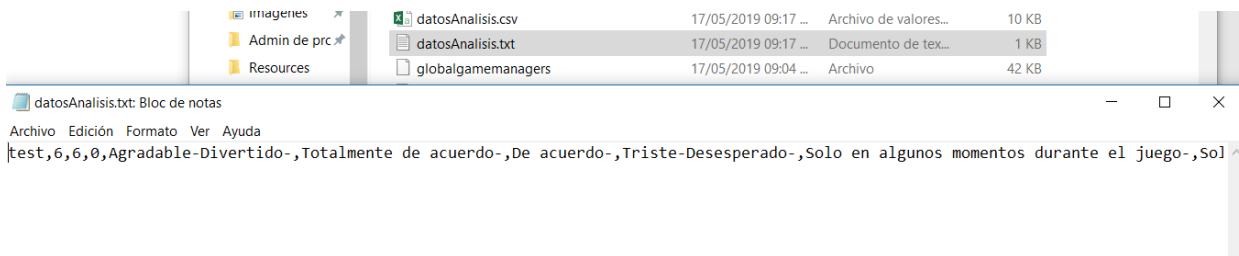 Imágenes
datosAnalisis.csv 17/05/2019 09:17 ... Archivo de valores... 10 KB
Admin de prc
datosAnalisis.txt 17/05/2019 09:17 ... Documento de tex... 1 KB
Resources
globalgamemanagers 17/05/2019 09:04 ... Archivo 42 KB
datosAnalisis.txt: Bloc de notas
Archivo Edición Formato Ver Ayuda
test,6,6,0,Agradable-Divertido-,Totalmente de acuerdo-,De acuerdo-,Triste-Desesperado-,Solo en algunos momentos durante el juego-,Sol